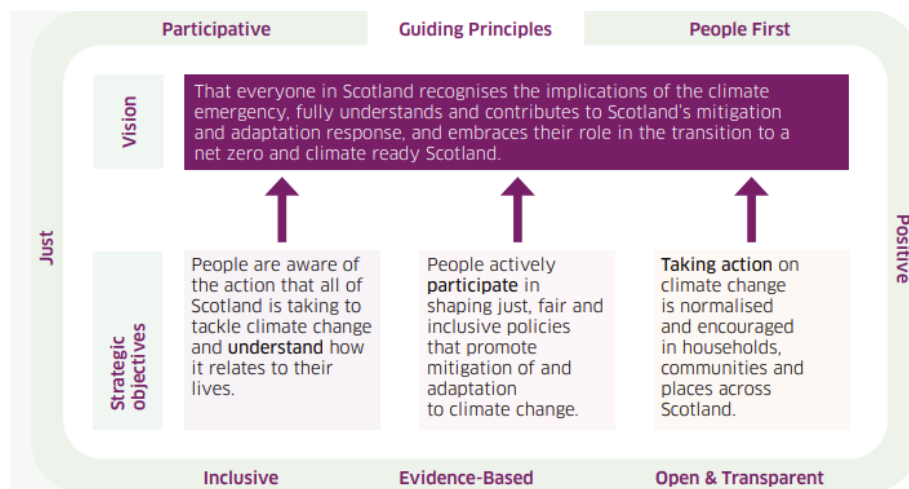 Participative
Guiding Principles
People First
Vision
That everyone in Scotland recognises the implications of the climate
emergency, fully understands and contributes to Scotland's mitigation
and adaptation response, and embraces their role in the transition to a
net zero and climate ready Scotland.
Just
Positive
Strategic
objectives
People are aware of
the action that all of
Scotland is taking to
tackle climate change
and understand how
it relates to their
lives.
People actively
participate in
shaping just, fair and
inclusive policies
that promote
mitigation of and
adaptation
to climate change.
Taking action on
climate change
is normalised
and encouraged
in households,
communities and
places across
Scotland.
Inclusive
Evidence-Based
Open & Transparent